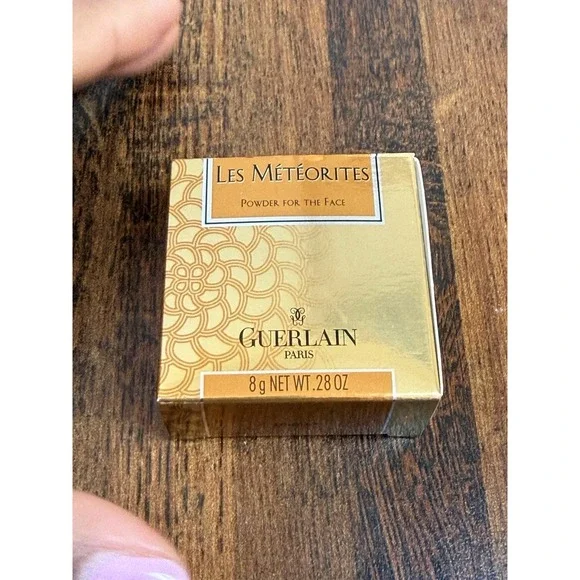 LES MÉTÉORITES
POWDER FOR THE FACE
GUERLAIN
PARIS
8 g NET WT. .28 OZ